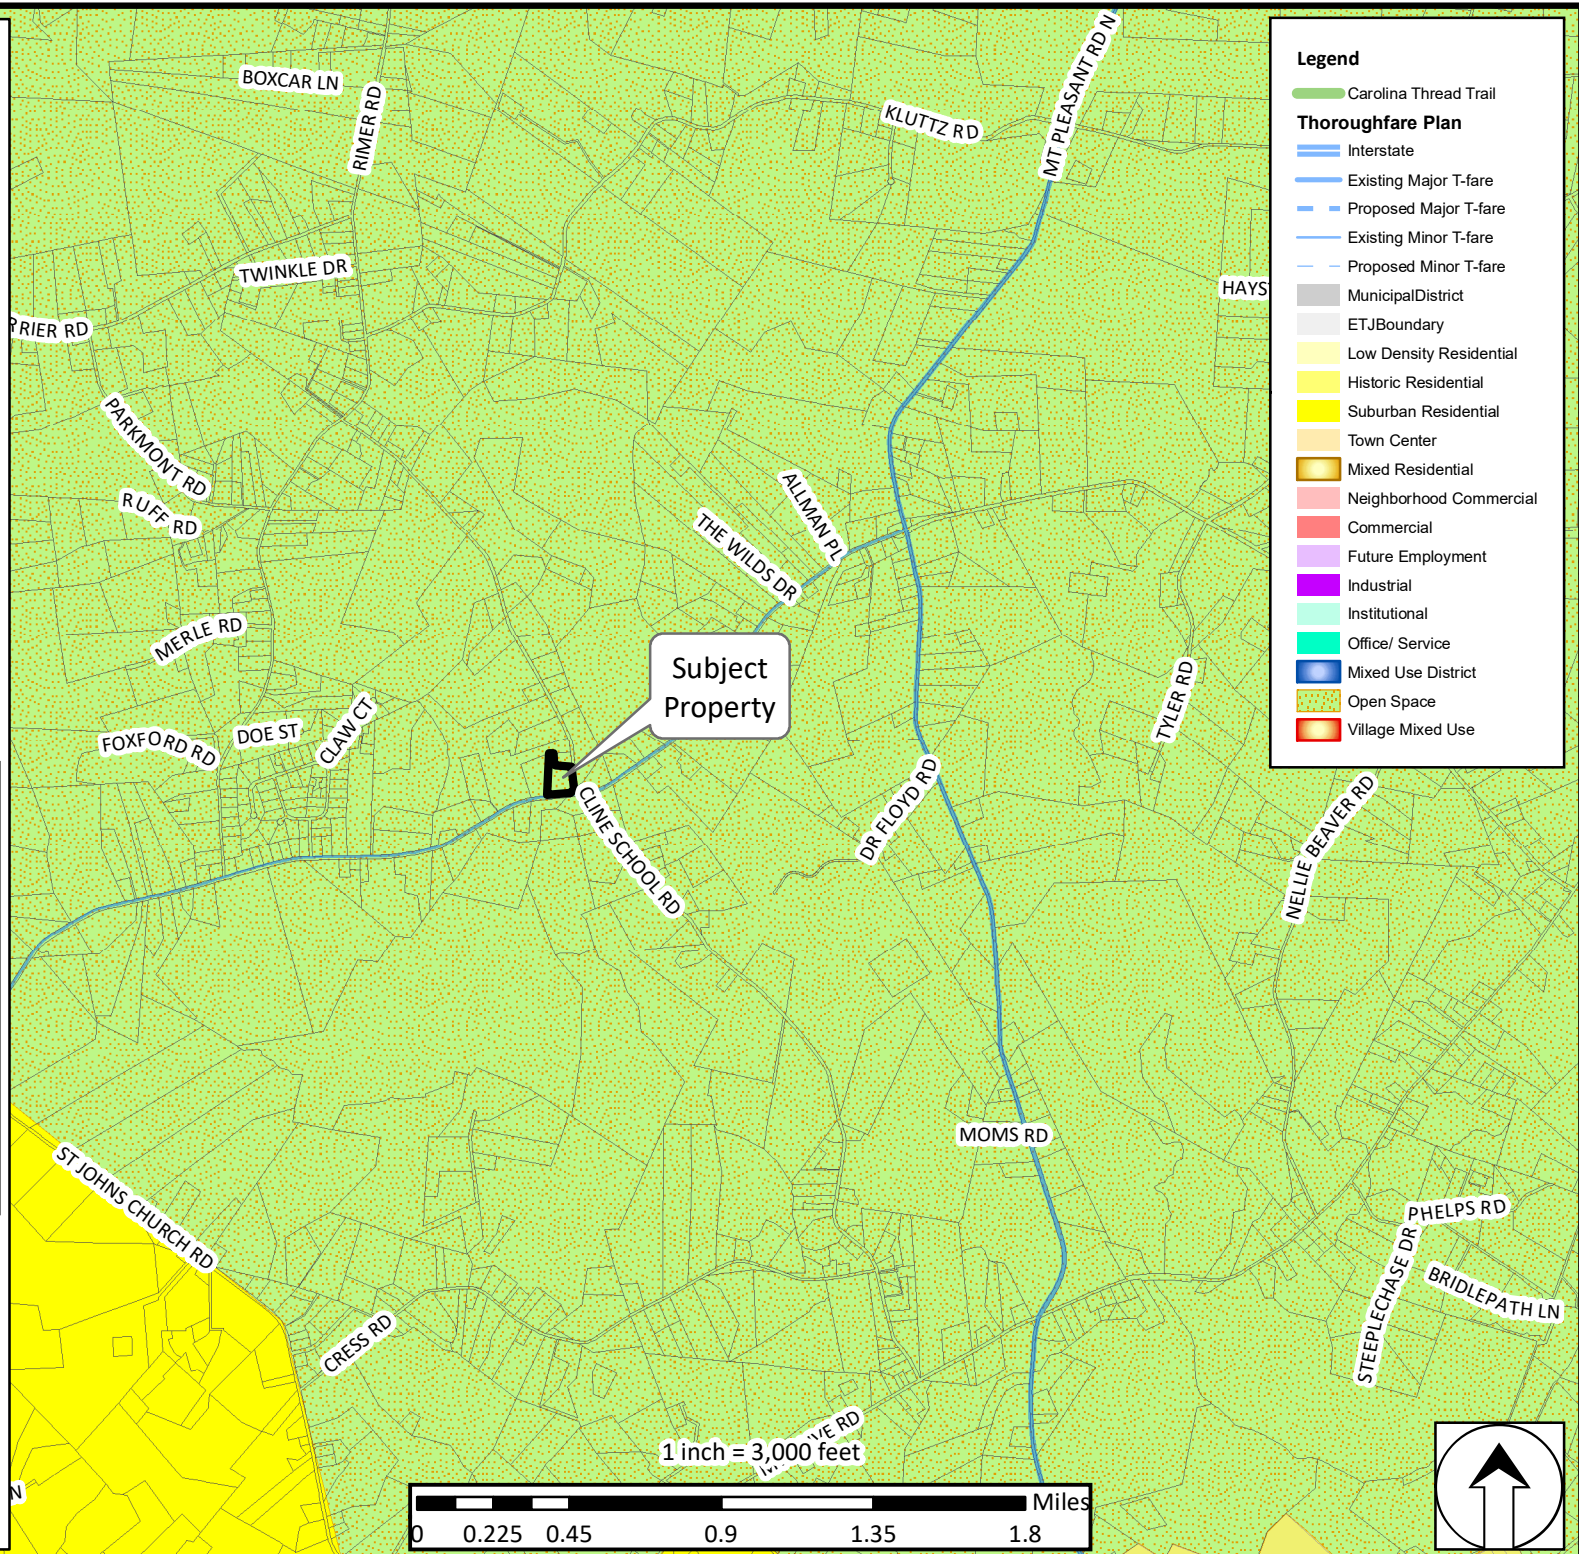 BOXCAR LN
RIMER RD
KLUTTZ RD
MT PLEASANT RD N
TWINKLE DR
RRIER RD
HAYS
PARKMONT RD
RUFF RD
ALLMAN PL
THE WILDS DR
MERLE RD
Subject
Property
FOXFORD RD
DOE ST
CLAW CT
TYLER RD
CLINE SCHOOL RD
DR FLOYD RD
NELLIE BEAVER RD
MOMS RD
ST JOHNS CHURCH RD
PHELPS RD
STEEPLECHASE DR
BRIDLEPATH LN
CRESS RD
RD
N
1 inch = 3,000 feet
Miles
0 0.225 0.45 0.9 1.35 1.8
Legend
Carolina Thread Trail
Thoroughfare Plan
Interstate
Existing Major T-fare
Proposed Major T-fare
Existing Minor T-fare
Proposed Minor T-fare
MunicipalDistrict
ETJBoundary
Low Density Residential
Historic Residential
Suburban Residential
Town Center
Mixed Residential
Neighborhood Commercial
Commercial
Future Employment
Industrial
Institutional
Office/ Service
Mixed Use District
Open Space
Village Mixed Use